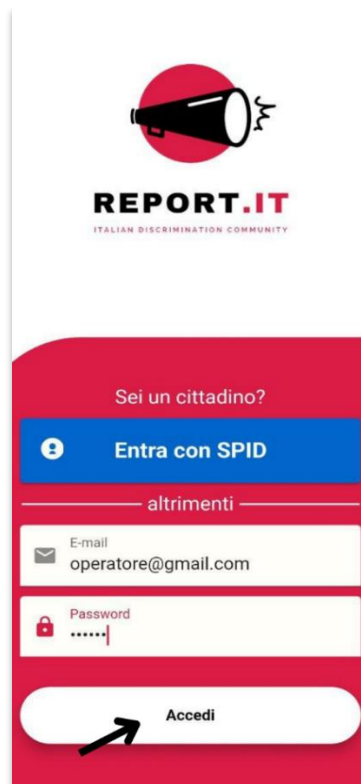 REPORT.IT
ITALIAN DISCRIMINATION COMMUNITY
Sei un cittadino?
Entra con SPID
altrimenti
E-mail
operatore@gmail.com
Password
••••••
Accedi